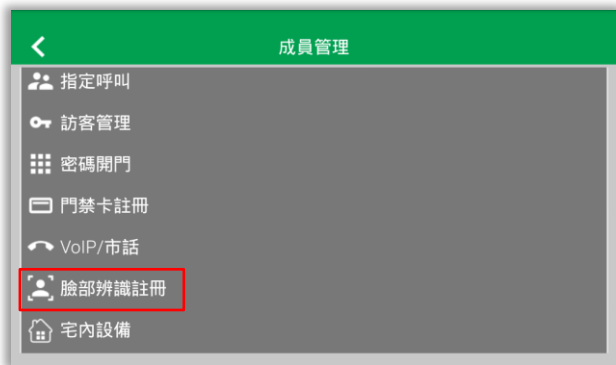 成員管理
指定呼叫
訪客管理
密碼開門
門禁卡註冊
VoIP/市話
臉部辨識註冊
宅內設備